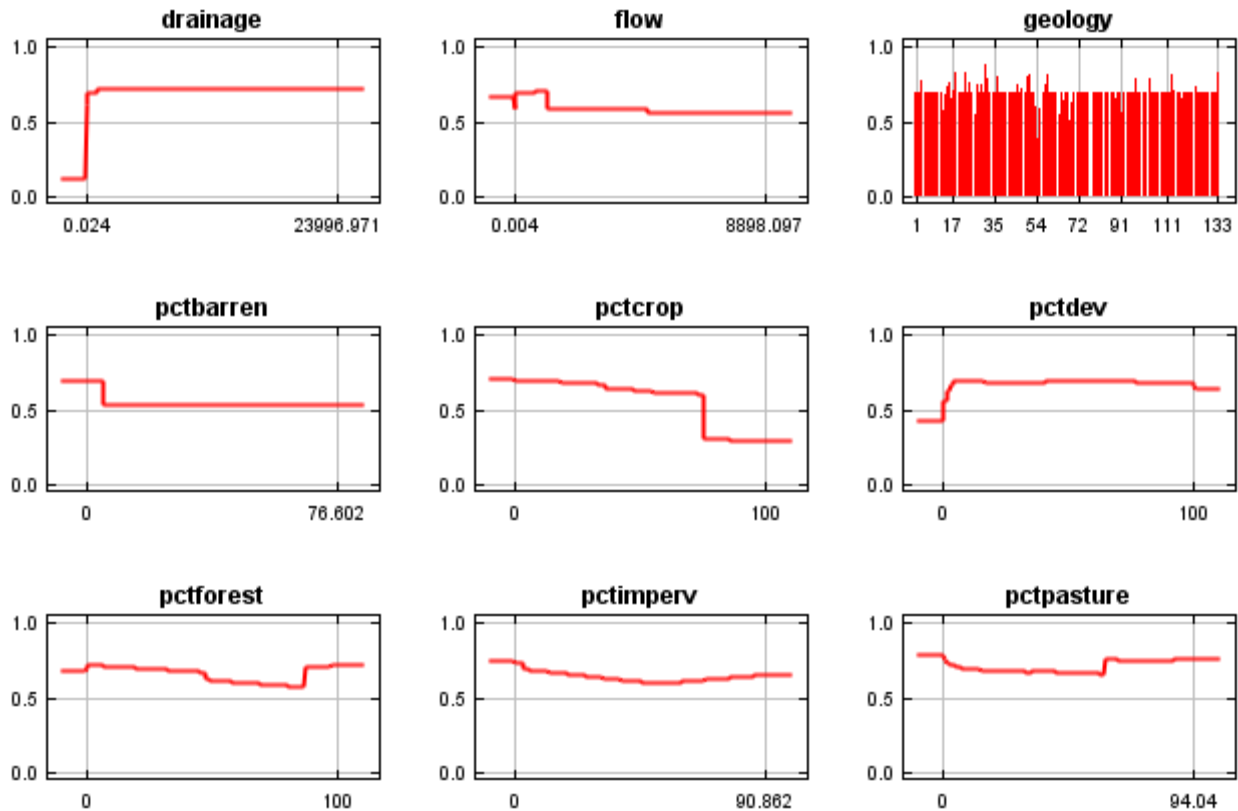 drainage flow geology
1.0 1.0 1.0
0.5 0.5 0.5
0.0 0.0 0.0
0.024 23996.971 0.004 8898.097 1 17 35 54 72 91 111 133
pctbarren pctcrop pctdev
1.0 1.0 1.0
0.5 0.5 0.5
0.0 0.0 0.0
0 76.602 0 100 0 100
pctforest pctimperv pctpasture
1.0 1.0 1.0
0.5 0.5 0.5
0.0 0.0 0.0
0 100 0 90.862 0 94.04